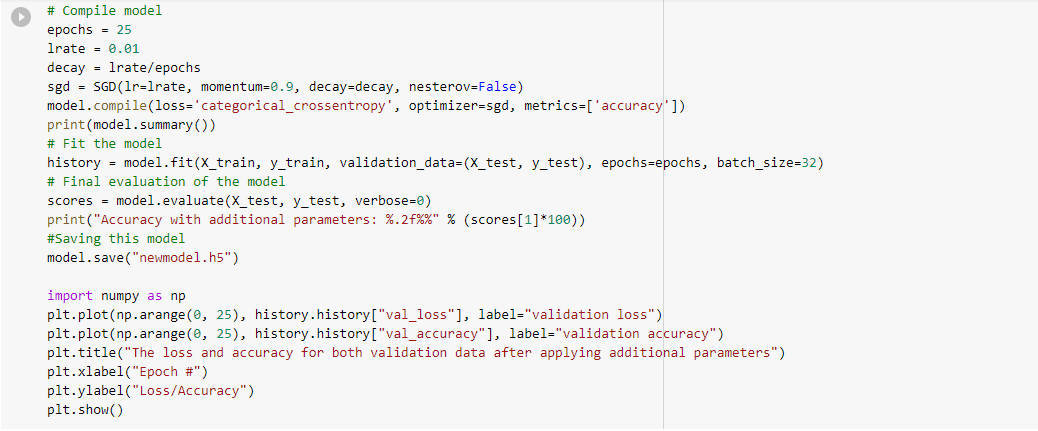 # Compile model
epochs = 25
lrate = 0.01
decay = lrate/epochs
sgd = SGD(lr=lrate, momentum=0.9, decay=decay, nesterov=False)
model.compile(loss='categorical_crossentropy', optimizer=sgd, metrics=['accuracy'])
print(model.summary())
# Fit the model
history = model.fit(X_train, y_train, validation_data=(X_test, y_test), epochs=epochs, batch_size=32)
# Final evaluation of the model
scores = model.evaluate(X_test, y_test, verbose=0)
print("Accuracy with additional parameters: %.2f%%" % (scores[1]*100))
#Saving this model
model.save("newmodel.h5")
import numpy as np
plt.plot(np.arange(0, 25), history.history["val_loss"], label="validation loss")
plt.plot(np.arange(0, 25), history.history["val_accuracy"], label="validation accuracy")
plt.title("The loss and accuracy for both validation data after applying additional parameters")
plt.xlabel("Epoch #")
plt.ylabel("Loss/Accuracy")
plt.show()